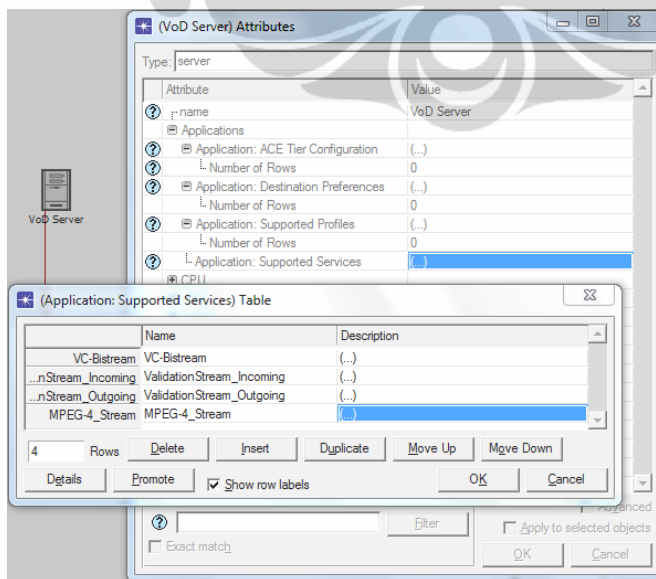 (VoD Server) Attributes
Type: server
Attribute Value
name VoD Server
Applications
Application: ACE Tier Configuration (...)
Number of Rows 0
Application: Destination Preferences (...)
Number of Rows 0
Application: Supported Profiles (...)
Number of Rows 0
Application: Supported Services (...)
CPU
VoD Server
(Application: Supported Services) Table
Name Description
VC-Bistream VC-Bistream (...)
...nStream_Incoming ValidationStream_Incoming (...)
...nStream_Outgoing ValidationStream_Outgoing (...)
MPEG-4_Stream MPEG-4_Stream (...)
4 Rows Delete Insert Duplicate Move Up Move Down
Details Promote Show row labels OK Cancel
Advanced
Filter Apply to selected objects
Exact match OK Cancel